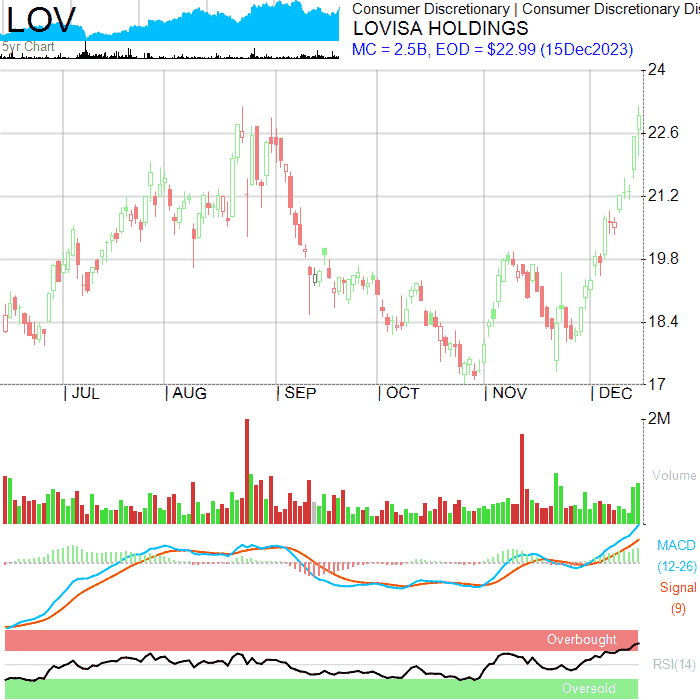 LOV
5yr Chart
Consumer Discretionary | Consumer Discretionary Di
LOVISA HOLDINGS
MC = 2.5B, EOD = $22.99 (15Dec2023)
24
22.6
21.2
19.8
18.4
17
| JUL | AUG | SEP | OCT | NOV | DEC
2M
Volume
MACD
(12-26)
Signal
(9)
Overbought
RSI(14)
Oversold